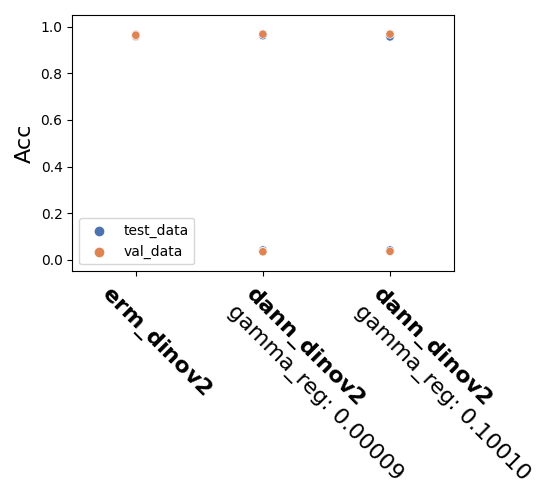 1.0
0.8
0.6
0.4
0.2
0.0
Acc
test_data
val_data
erm_dinov2
dann_dinov2
gamma_reg: 0.00009
dann_dinov2
gamma_reg: 0.10010